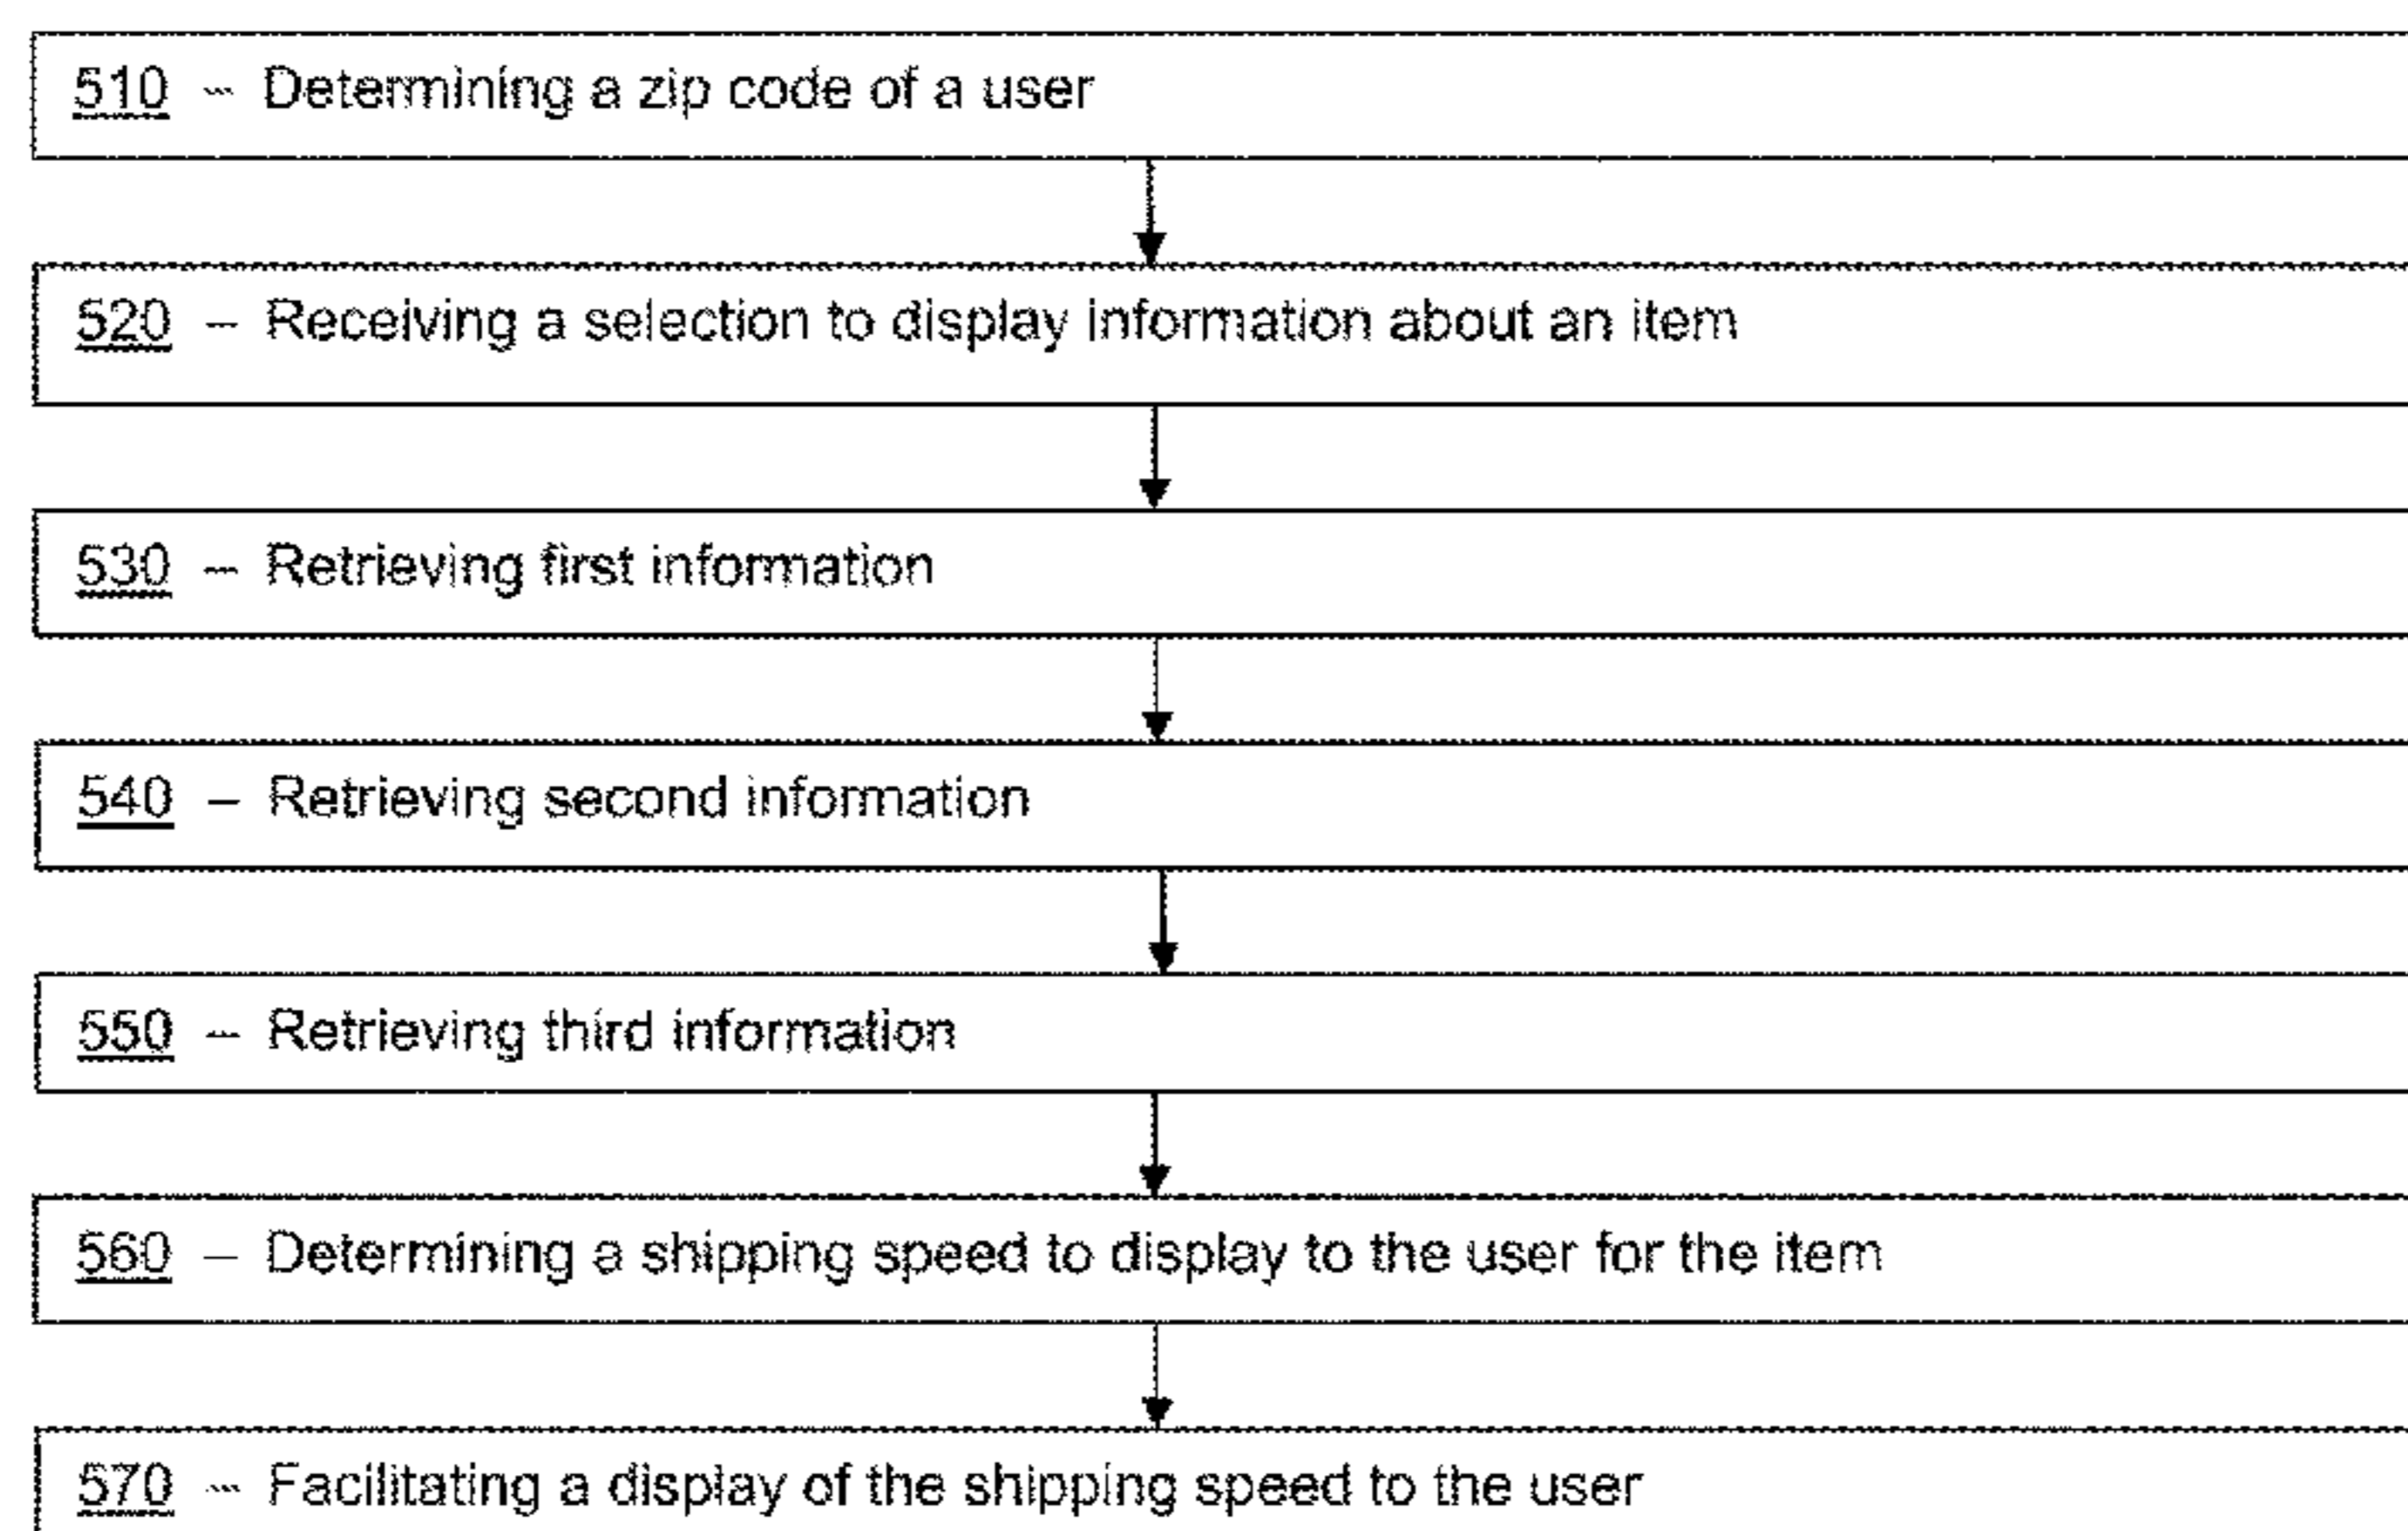 510 – Determining a zip code of a user
520 – Receiving a selection to display information about an item
530 – Retrieving first information
540 – Retrieving second information
550 – Retrieving third information
560 – Determining a shipping speed to display to the user for the item
570 – Facilitating a display of the shipping speed to the user